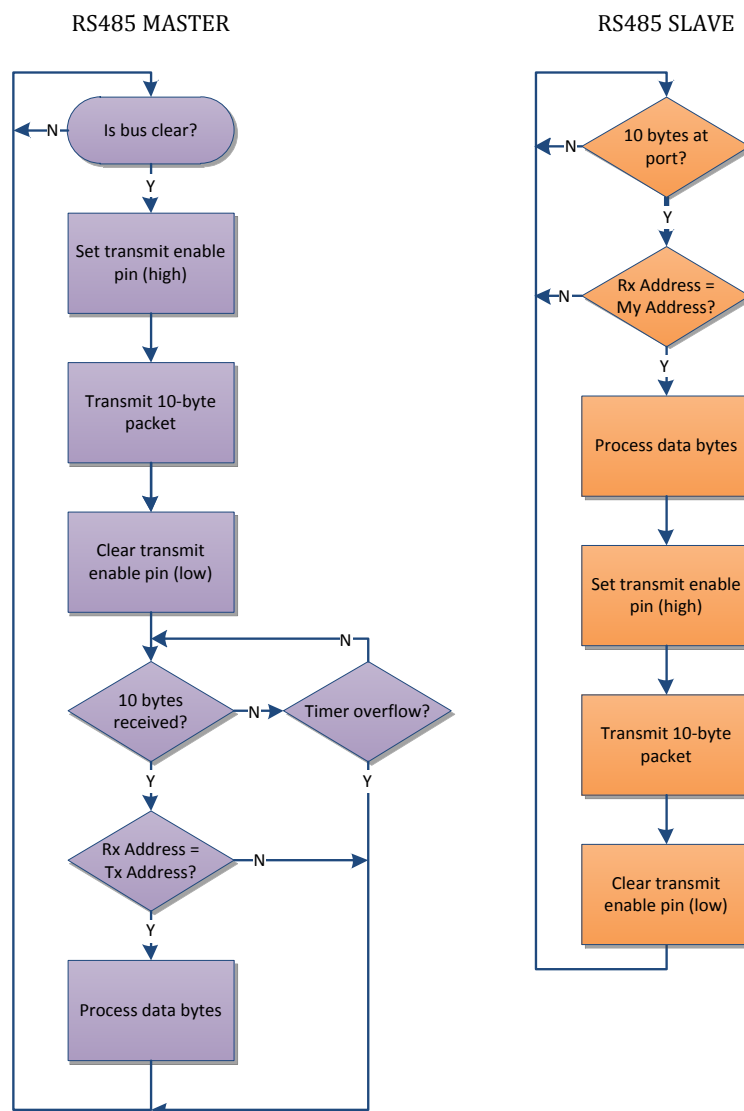 RS485 MASTER
Is bus clear?
N
Y
Set transmit enable
pin (high)
Transmit 10-byte
packet
Clear transmit
enable pin (low)
N
10 bytes
received?
N
Timer overflow?
Y
Y
Rx Address =
Tx Address?
N
Y
Process data bytes
RS485 SLAVE
10 bytes at
port?
N
Y
Rx Address =
My Address?
N
Y
Process data bytes
Set transmit enable
pin (high)
Transmit 10-byte
packet
Clear transmit
enable pin (low)